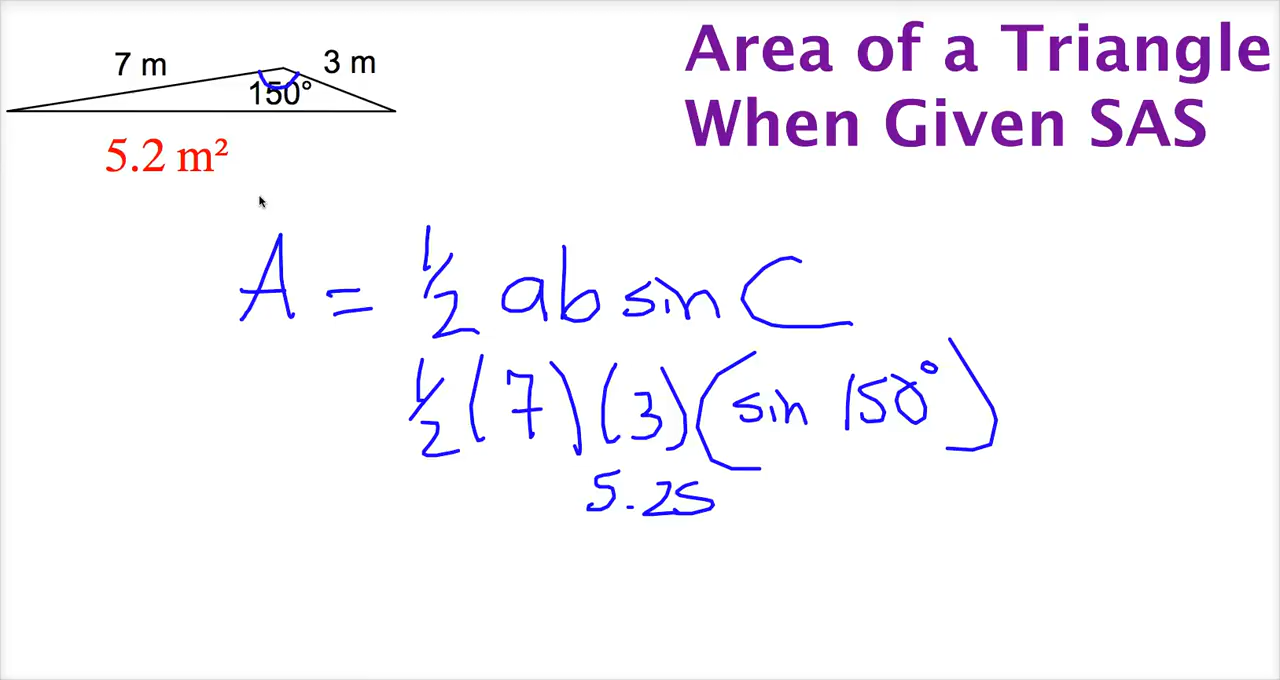 7 m
3 m
150°
5.2 m²
Area of a Triangle
When Given SAS
A = 1/2 ab sin C
1/2 (7) (3) (sin 150°)
5.25